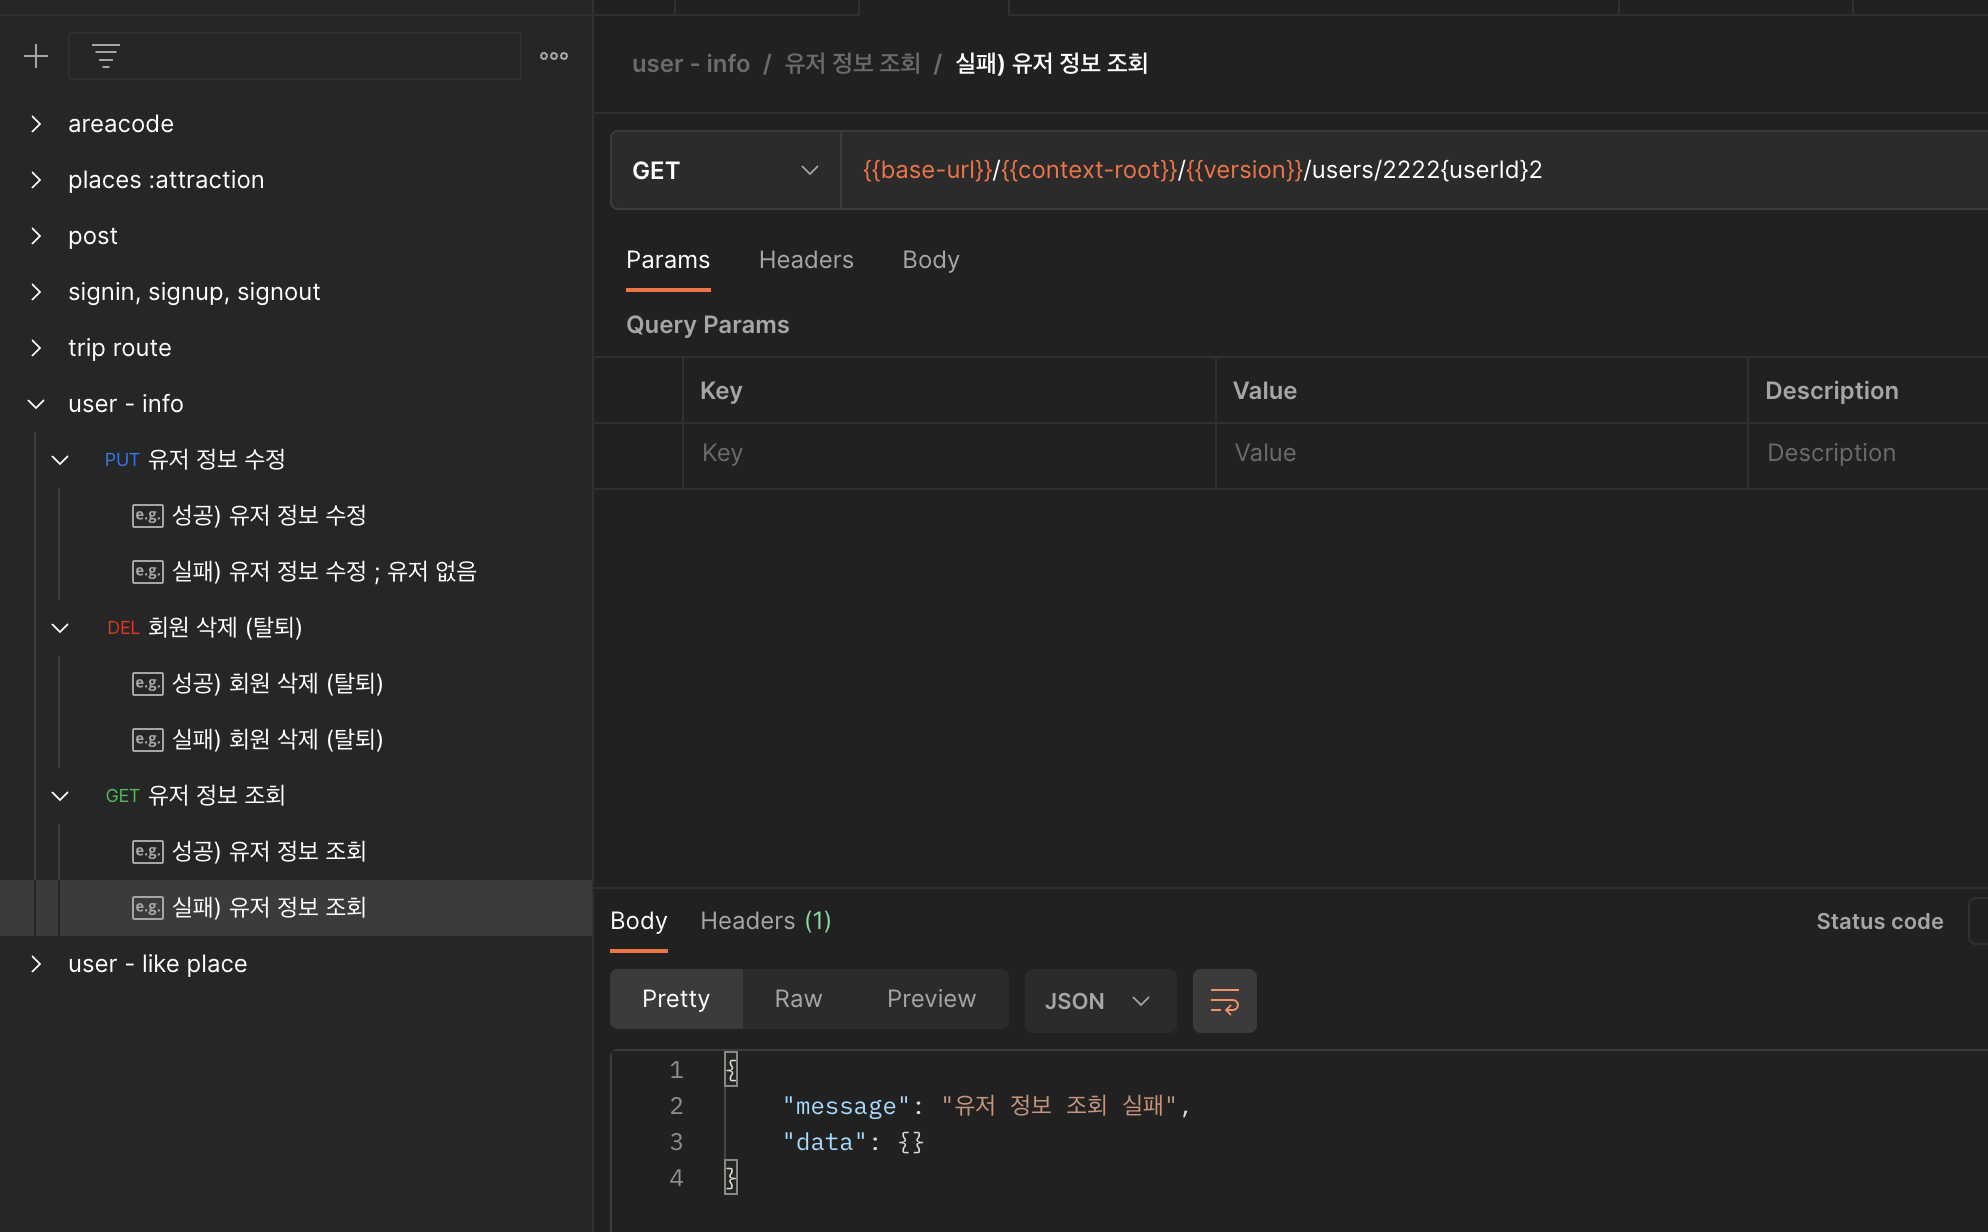 areacode
places :attraction
post
signin, signup, signout
trip route
user - info
PUT 유저 정보 수정
e.g. 성공) 유저 정보 수정
e.g. 실패) 유저 정보 수정 ; 유저 없음
DEL 회원 삭제 (탈퇴)
e.g. 성공) 회원 삭제 (탈퇴)
e.g. 실패) 회원 삭제 (탈퇴)
GET 유저 정보 조회
e.g. 성공) 유저 정보 조회
e.g. 실패) 유저 정보 조회
user - like place
user - info / 유저 정보 조회 / 실패) 유저 정보 조회
GET {{base-url}}/{{context-root}}/{{version}}/users/2222{userId}2
Params Headers Body
Query Params
Key Value Description
Key Value Description
Body Headers (1) Status code
Pretty Raw Preview JSON
1 {
2 "message": "유저 정보 조회 실패",
3 "data": {}
4 }